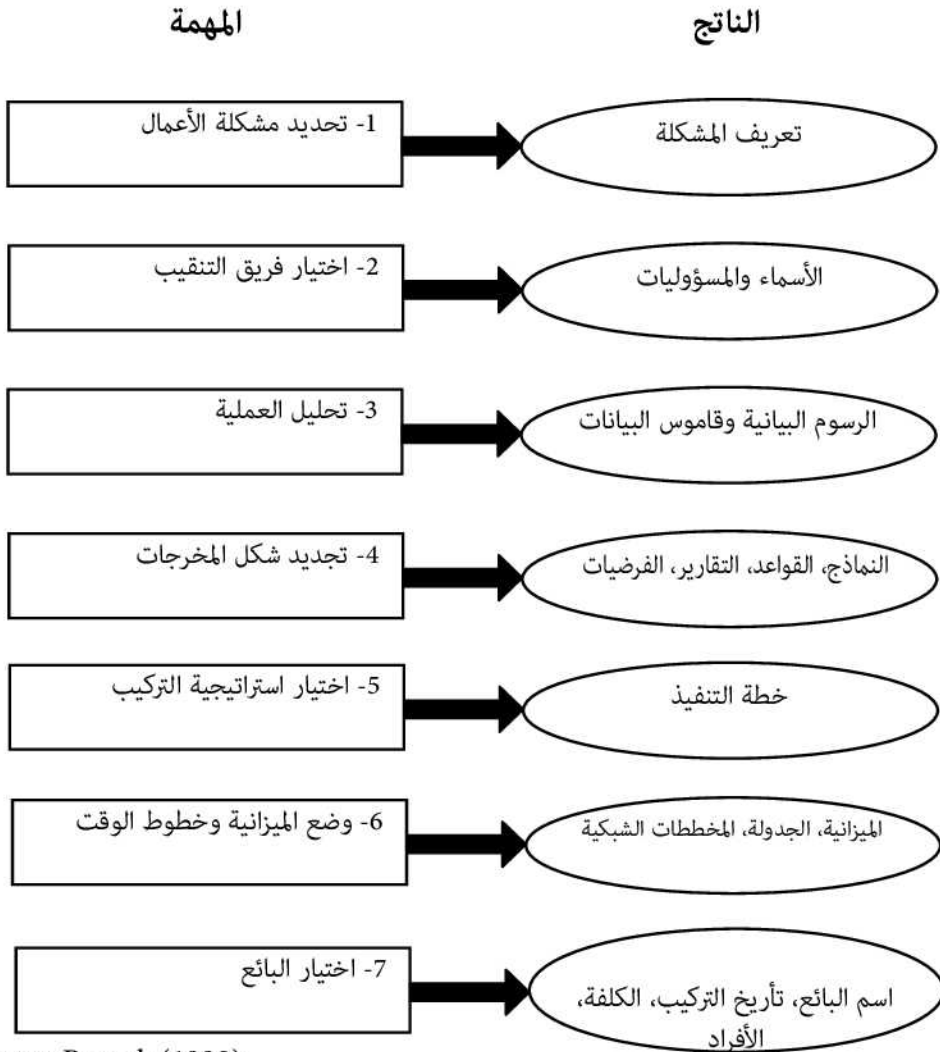 المهمة
الناتج
1- تحديد مشكلة الأعمال
تعريف المشكلة
2- اختيار فريق التنقيب
الأسماء والمسؤوليات
3- تحليل العملية
الرسوم البيانية وقاموس البيانات
4- تجديد شكل المخرجات
النماذج، القواعد، التقارير، الفرضيات
5- اختيار استراتيجية التركيب
خطة التنفيذ
6- وضع الميزانية وخطوط الوقت
الميزانية، الجدولة، المخططات الشبكية
7- اختيار البائع
اسم البائع، تأريخ التركيب، الكلفة،
الأفراد